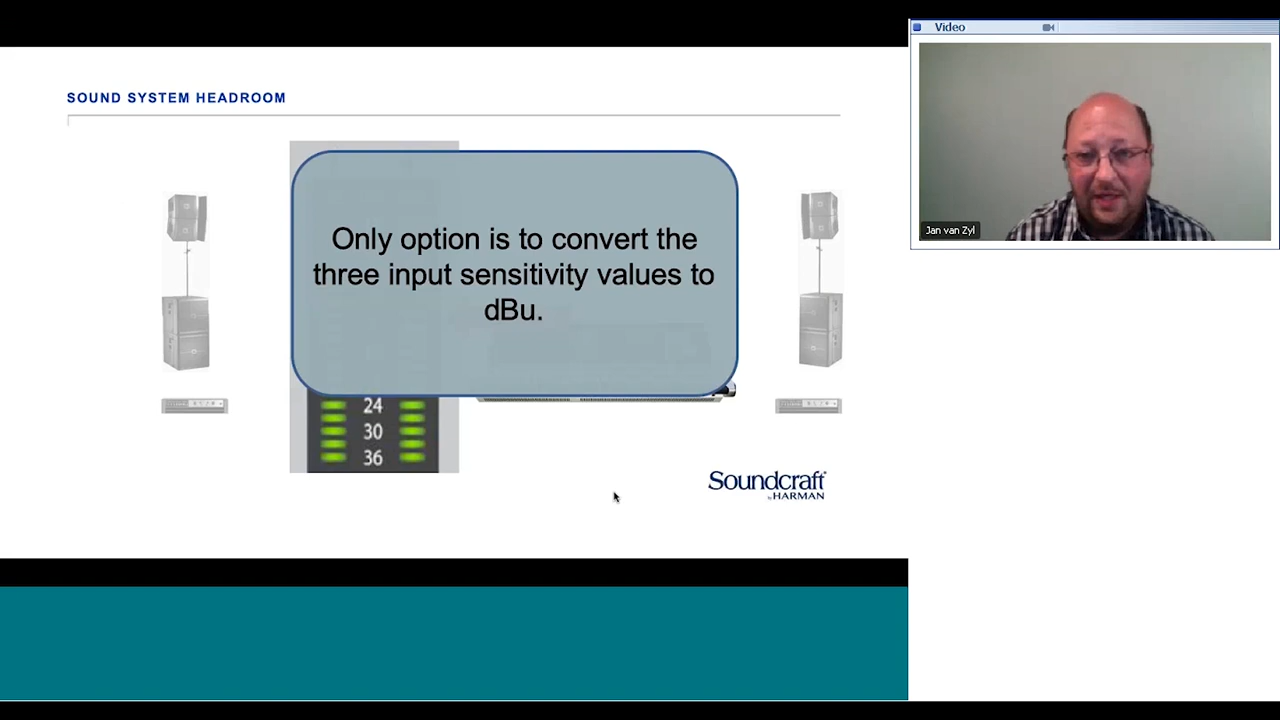 Video
SOUND SYSTEM HEADROOM
Jan van Zyl
Only option is to convert the
three input sensitivity values to
dBu.
24
30
36
Soundcraft
by HARMAN